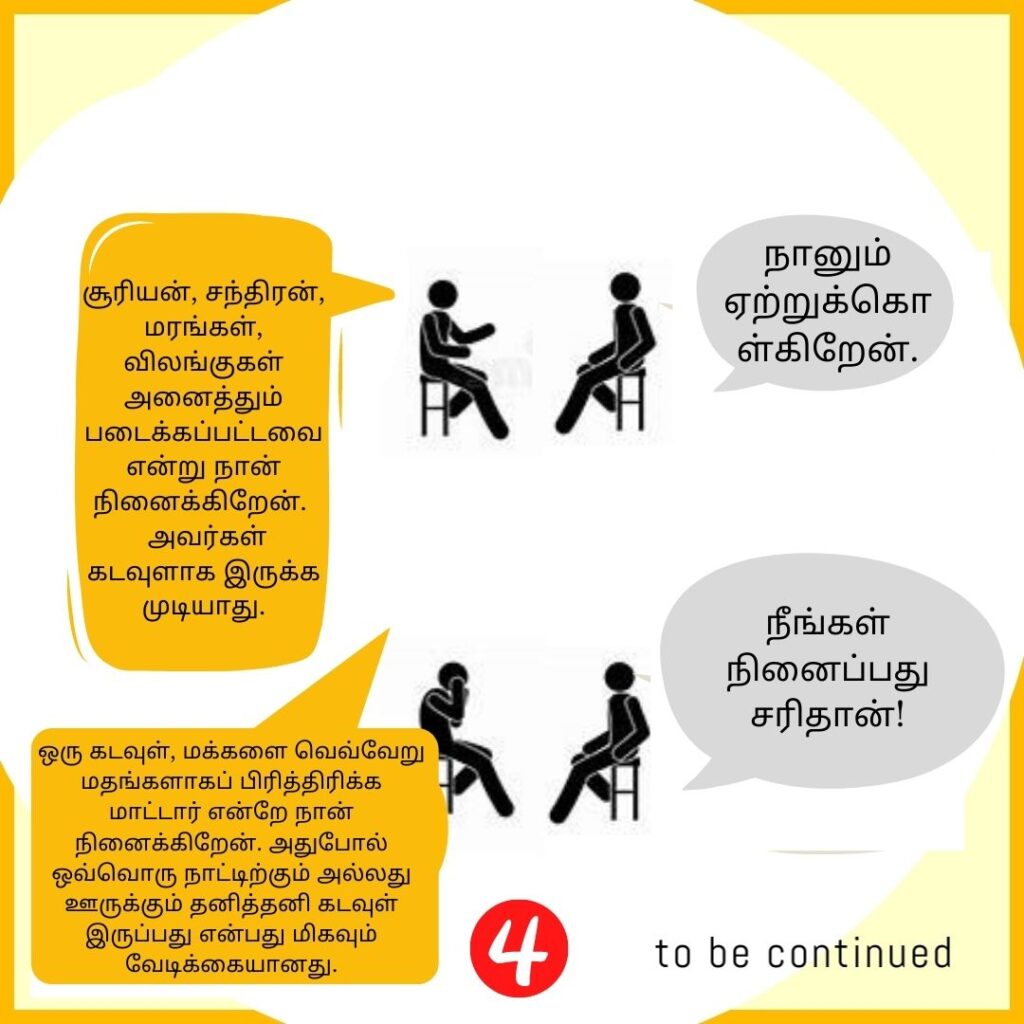 சூரியன், சந்திரன்,
மரங்கள்,
விலங்குகள்
அனைத்தும்
படைக்கப்பட்டவை
என்று நான்
நினைக்கிறேன்.
அவர்கள்
கடவுளாக இருக்க
முடியாது.
நானும்
ஏற்றுக்கொ
ள்கிறேன்.
ஒரு கடவுள், மக்களை வெவ்வேறு
மதங்களாகப் பிரித்திரிக்க
மாட்டார் என்றே நான்
நினைக்கிறேன். அதுபோல்
ஒவ்வொரு நாட்டிற்கும் அல்லது
ஊருக்கும் தனித்தனி கடவுள்
இருப்பது என்பது மிகவும்
வேடிக்கையானது.
நீங்கள்
நினைப்பது
சரிதான்!
4
to be continued